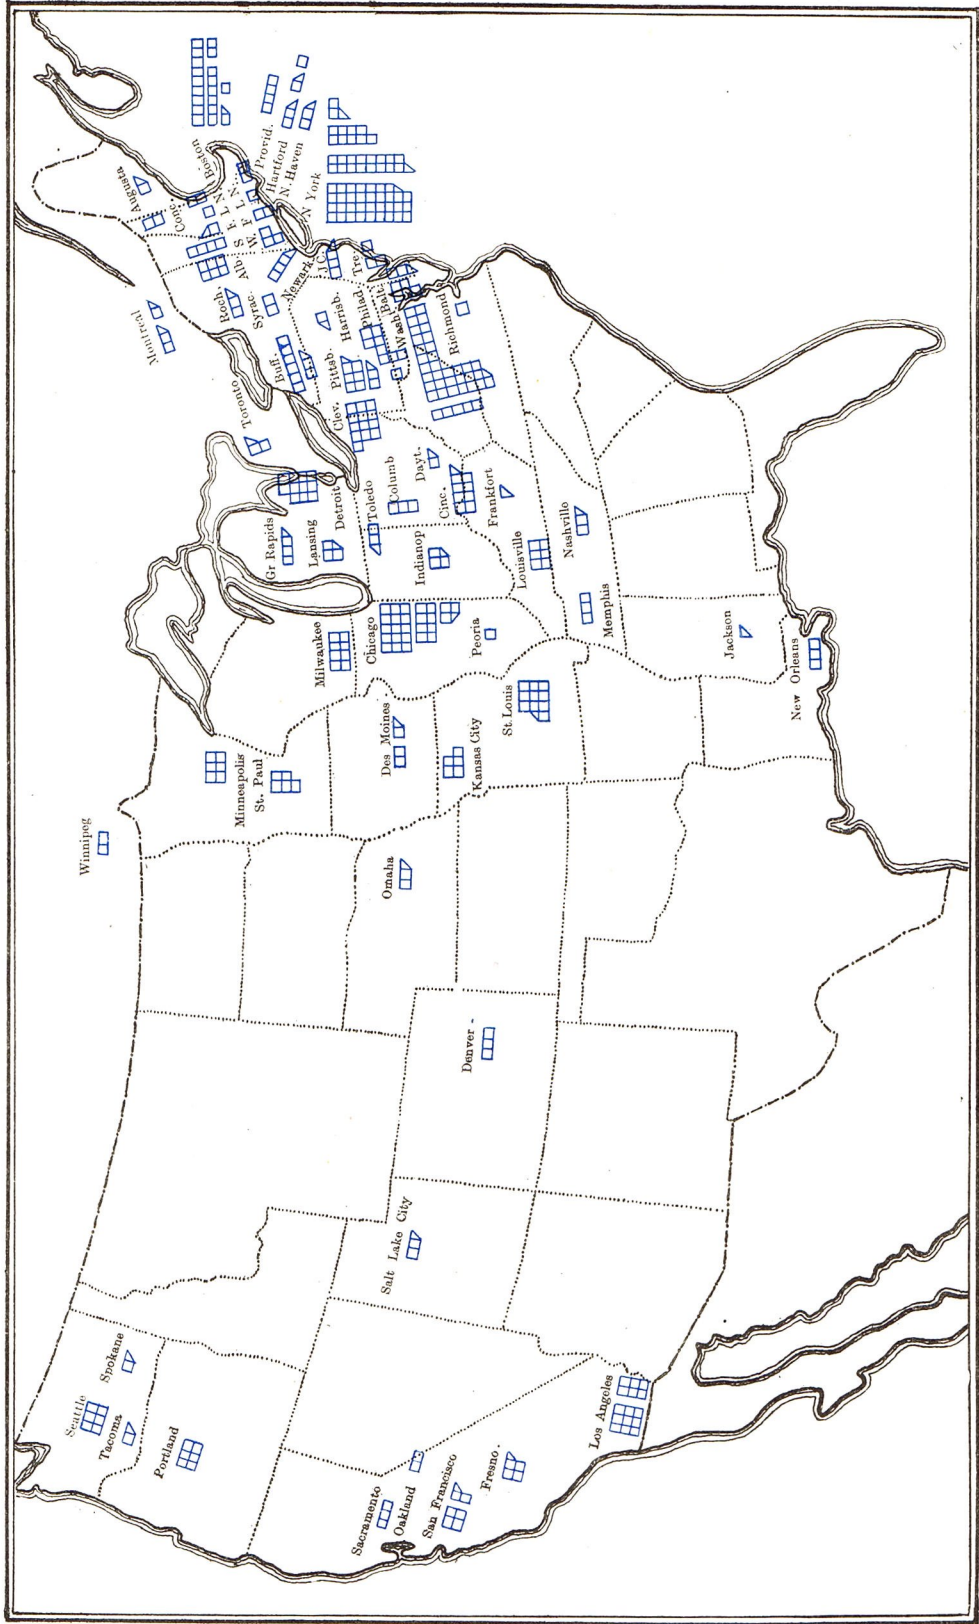 Seattle
Tacoma
Spokane
Portland
Sacramento
Oakland
San Francisco
Fresno.
Los Angeles
Salt Lake City
Denver -
Winnipeg
Omaha
Minneapolis
St. Paul
Des Moines
Kansas City
St. Louis
Milwaukee
Chicago
Peoria
Memphis
Jackson
New Orleans
Gr Rapids
Lansing
Detroit
Toledo
Columb
Dayt.
Cinc.
Indianop
Frankfort
Louisville
Nashville
Toronto
Montreal
Buff.
Clev.
Pittsb.
Harrisb.
Philad.
Balt.
Wash.
Richmond
Roch.
Syrac.
Alb.
Newark
J.C.
Tre.
Augusta
Conc.
Boston
S F. L N.
W. F. L N.
Provid.
Hartford
N. Haven
N York